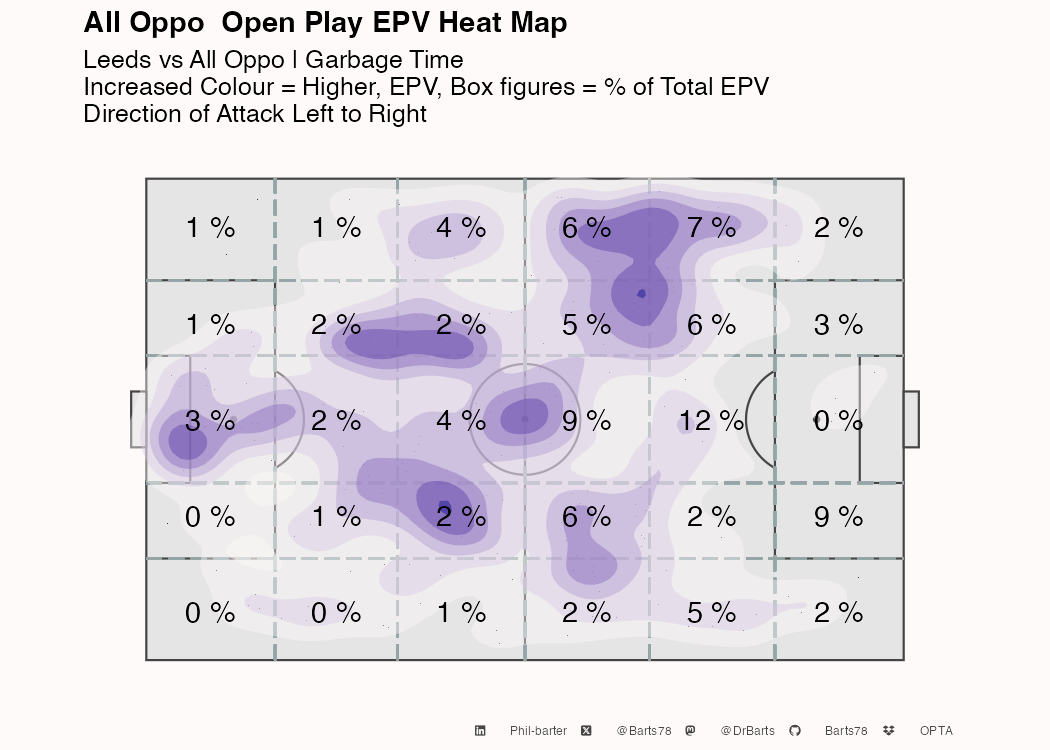 All Oppo  Open Play EPV Heat Map
Leeds vs All Oppo | Garbage Time
Increased Colour = Higher, EPV, Box figures = % of Total EPV
Direction of Attack Left to Right
1 % 1 % 4 % 6 % 7 % 2 %
1 % 2 % 2 % 5 % 6 % 3 %
3 % 2 % 4 % 9 % 12 % 0 %
0 % 1 % 2 % 6 % 2 % 9 %
0 % 0 % 1 % 2 % 5 % 2 %
Phil-barter @Barts78 @DrBarts Barts78 OPTA